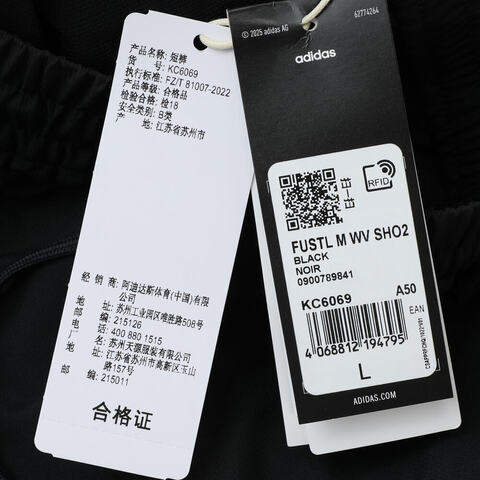 产品名称: 短裤
货 号: KC6069
执行标准: FZ/T 81007-2022
产品等级: 合格品
检验合格: 检18
安全类别: B类
产 地: 江苏省苏州市
经 销 商: 阿迪达斯体育(中国)有限
公司
地 址: 苏州工业园区唯胜路508号
邮 编: 215126
电 话: 400 880 1515
制 造 商: 苏州天源服装有限公司
地 址: 江苏省苏州市高新区玉山
路157号
邮 编: 215011
合格证
© 2025 adidas AG
62774264
adidas
RFID
FUSTL M WV SHO2
BLACK
NOIR
0900789841
KC6069
A50
EAN
4 068812 194795
L
ADIDAS.COM